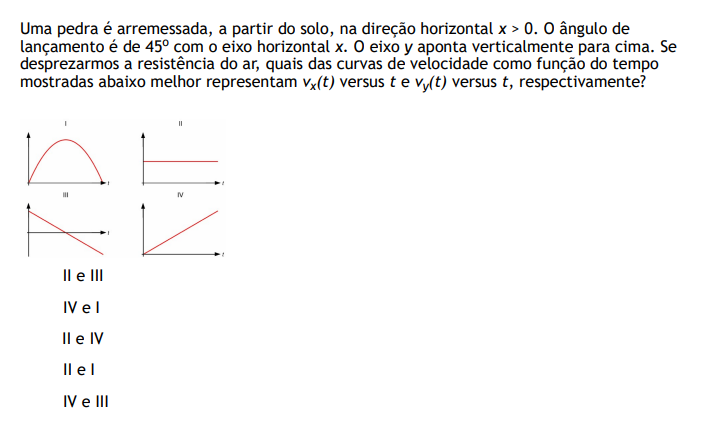 Uma pedra é arremessada, a partir do solo, na direção horizontal x > 0. O ângulo de
lançamento é de 45º com o eixo horizontal x. O eixo y aponta verticalmente para cima. Se
desprezarmos a resistência do ar, quais das curvas de velocidade como função do tempo
mostradas abaixo melhor representam vx(t) versus t e vy(t) versus t, respectivamente?
I II
t t
III IV
t t
II e III
IV e I
II e IV
II e I
IV e III